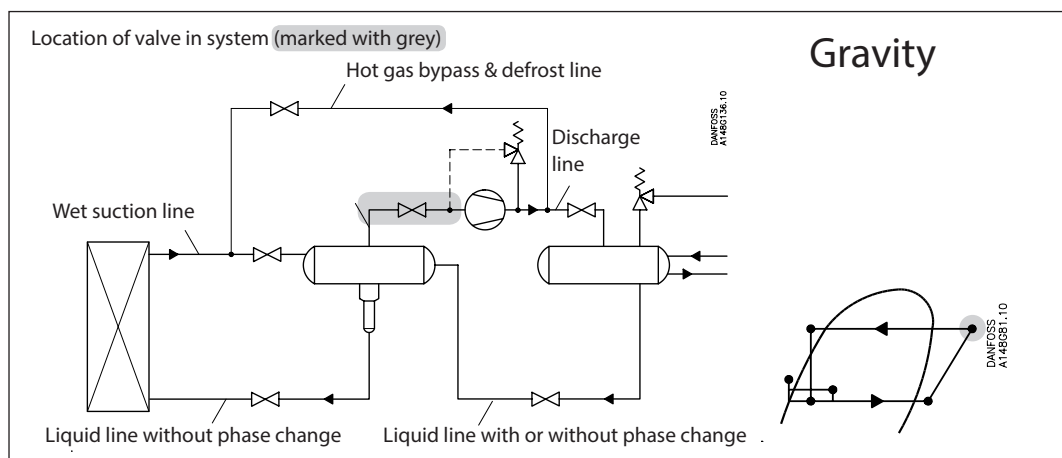 Location of valve in system (marked with grey)
Gravity
Hot gas bypass & defrost line
DANFOSS
A148G136.10
Discharge
line
Wet suction line
DANFOSS
A148G81.10
Liquid line without phase change
Liquid line with or without phase change